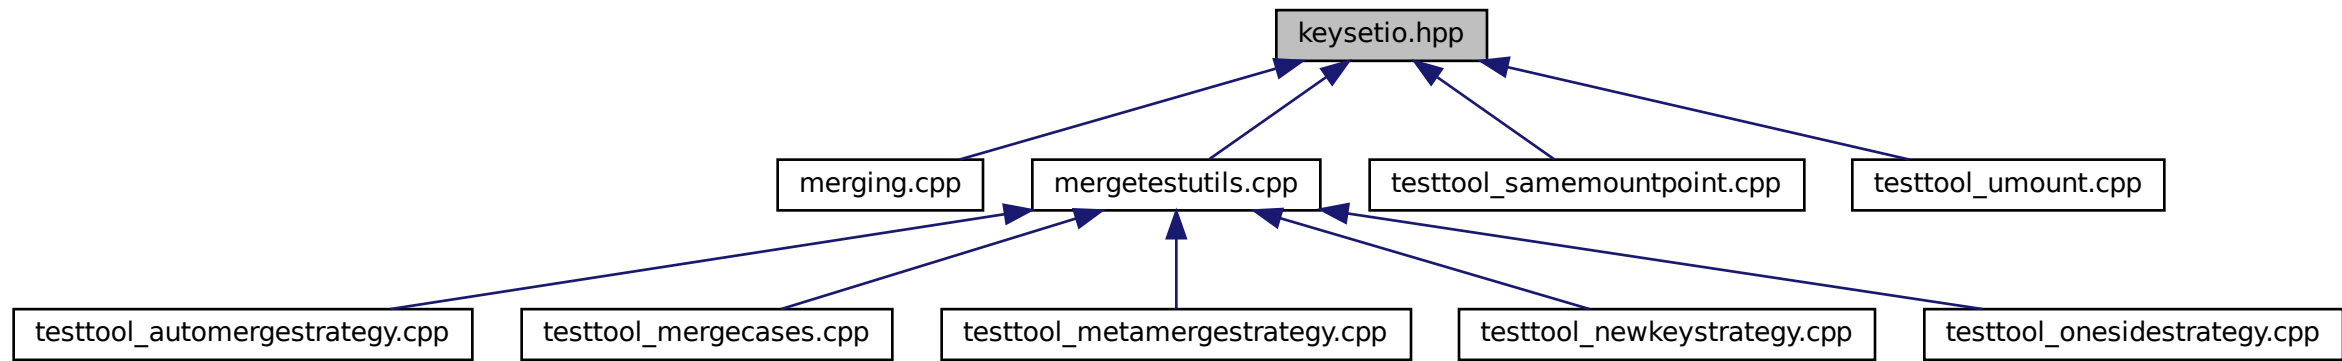 keysetio.hpp
merging.cpp
mergetestutils.cpp
testtool_samemountpoint.cpp
testtool_umount.cpp
testtool_automergestrategy.cpp
testtool_mergecases.cpp
testtool_metamergestrategy.cpp
testtool_newkeystrategy.cpp
testtool_onesidestrategy.cpp